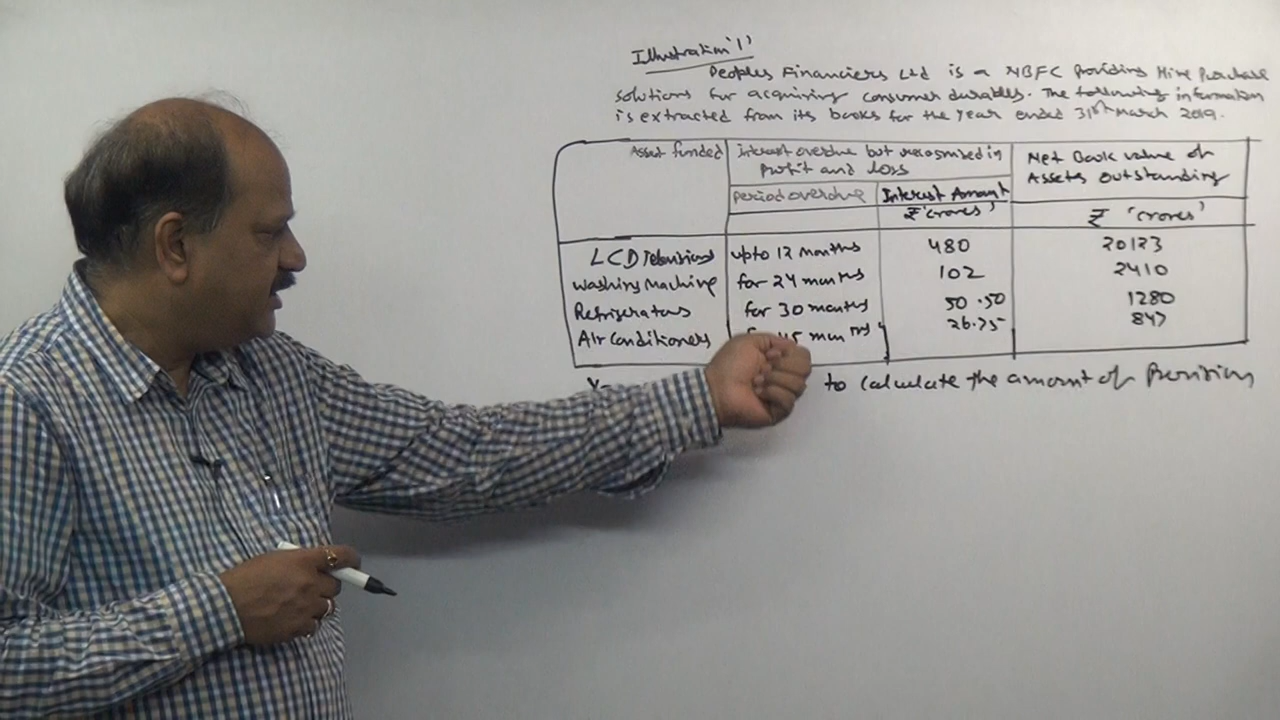 Illustration '1'
Peoples Financiers Ltd is a NBFC Providing Hire Purchase
solutions for acquiring consumer durables. The following information
is extracted from its books for the year ended 31st March 2019.
Asset funded Interest overdue but recognised in Net Book value of
Profit and loss Assets outstanding
Period overdue Interest Amount
₹ 'crores' ₹ 'crores'
LCD Televisions upto 12 months 480 20123
Washing Machine for 24 months 102 2410
Refrigerators for 30 months 50.50 1280
Air Conditioners 45 months 26.75 847
to calculate the amount of Provision